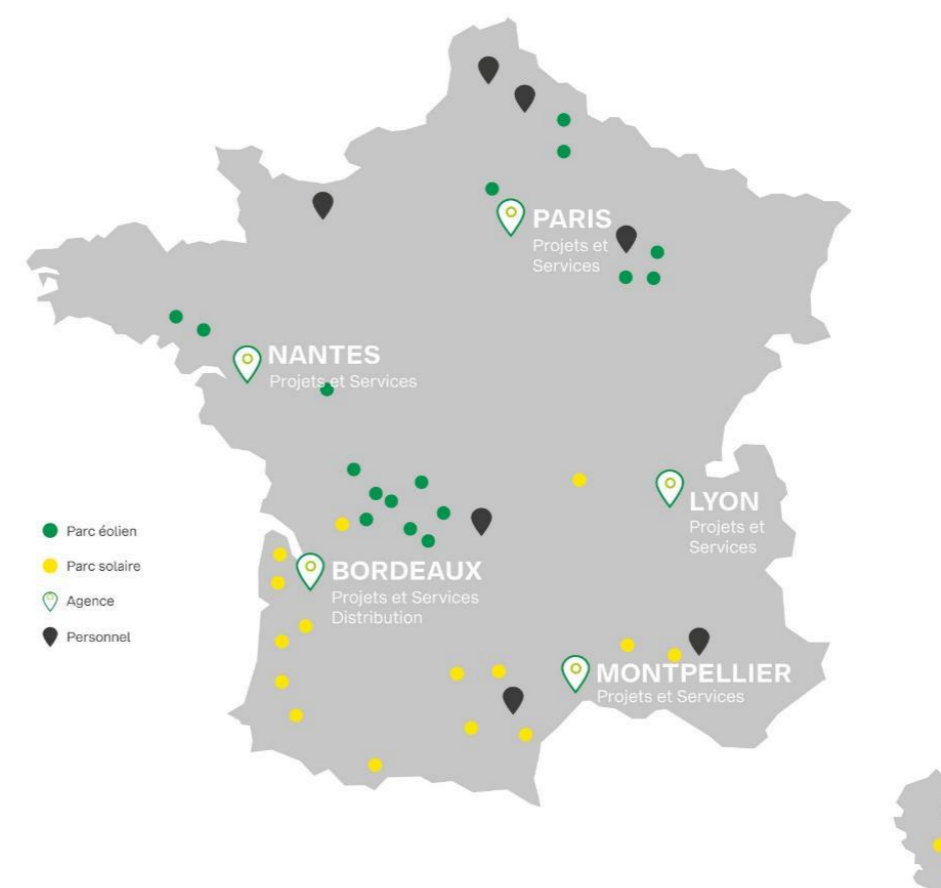 PARIS
Projets et
Services
NANTES
Projets et Services
LYON
Projets et
Services
Parc éolien
Parc solaire
Agence
Personnel
BORDEAUX
Projets et Services
Distribution
MONTPELLIER
Projets et Services